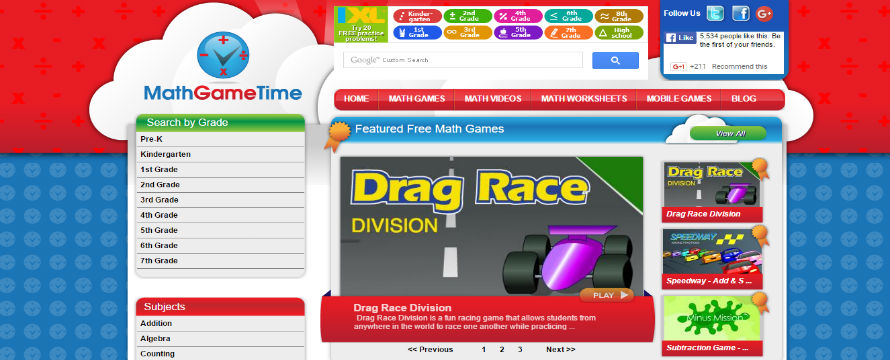 IXL
Try 20
FREE practice
problems!
Kinder-
garten
2nd
Grade
4th
Grade
6th
Grade
8th
Grade
1st
Grade
3rd
Grade
5th
Grade
7th
Grade
High
school
Follow Us
Like
5,534 people like this. Be
the first of your friends.
G+1 +211 Recommend this
Google™ Custom Search
MathGameTime
HOME MATH GAMES MATH VIDEOS MATH WORKSHEETS MOBILE GAMES BLOG
Search by Grade
Pre-K
Kindergarten
1st Grade
2nd Grade
3rd Grade
4th Grade
5th Grade
6th Grade
7th Grade
Subjects
Addition
Algebra
Counting
Featured Free Math Games
View All
Drag Race
DIVISION
PLAY
Drag Race Division
Drag Race Division is a fun racing game that allows students from
anywhere in the world to race one another while practicing ...
<< Previous 1 2 3 Next >>
Drag Race
DIVISION
Drag Race Division
SPEEDWAY
Speedway - Add & S ...
Minus Mission
Subtraction Game - ...